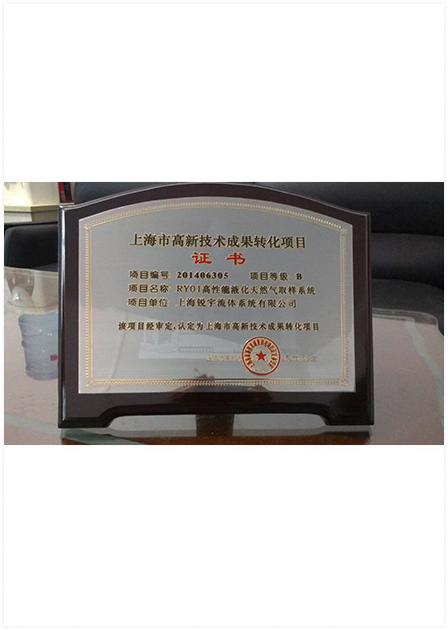 上海市高新技术成果转化项目
证 书
项目编号 201406305 项目等级 B
项目名称 RY01高性能液化天然气取样系统
项目单位 上海锐宇流体系统有限公司
该项目经审定,认定为上海市高新技术成果转化项目